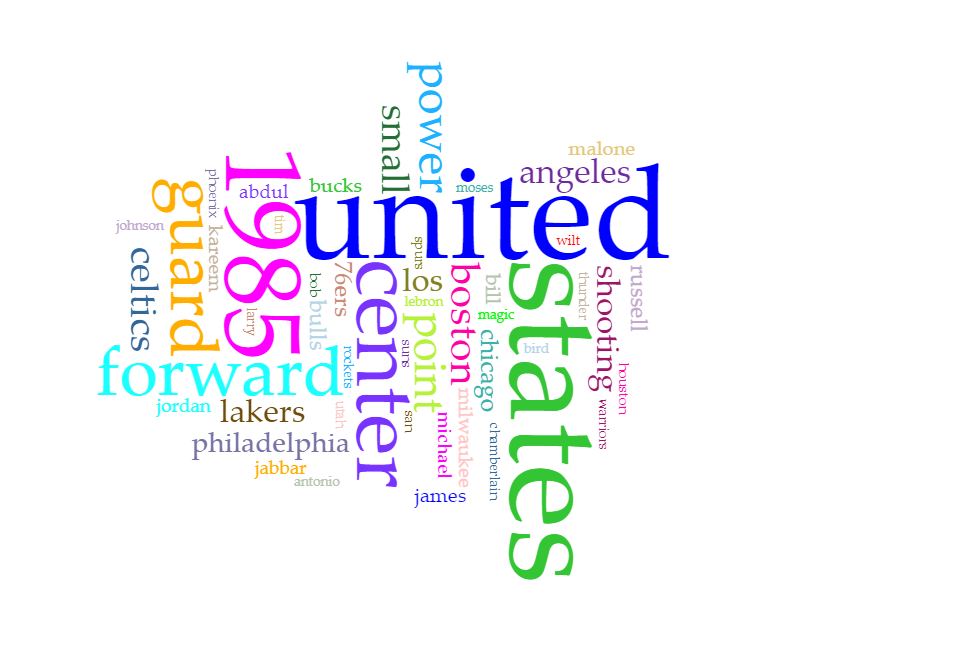 power
small
malone
angeles
1985
united
moses
phoenix
abdul
bucks
guard
tim
wilt
johnson
kareem
spurs
celtics
76ers
los
boston
states
bill
shooting
russell
thunder
bob
center
lebron
bulls
larry
magic
point
chicago
bird
suns
forward
rockets
houston
jordan
lakers
utah
san
michael
milwaukee
warriors
philadelphia
chamberlain
jabbar
antonio
james